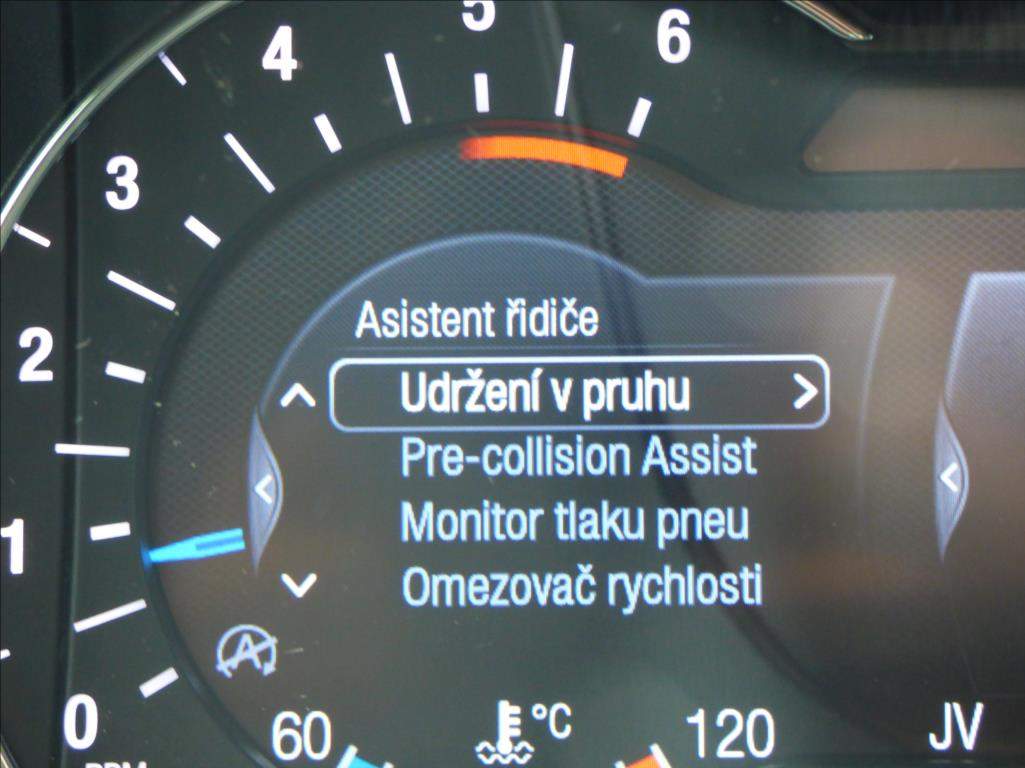 5
6
4
3
2
1
0
Asistent řidiče
Udržení v pruhu
Pre-collision Assist
Monitor tlaku pneu
Omezovač rychlosti
A
60
°C
120
JV
RPM